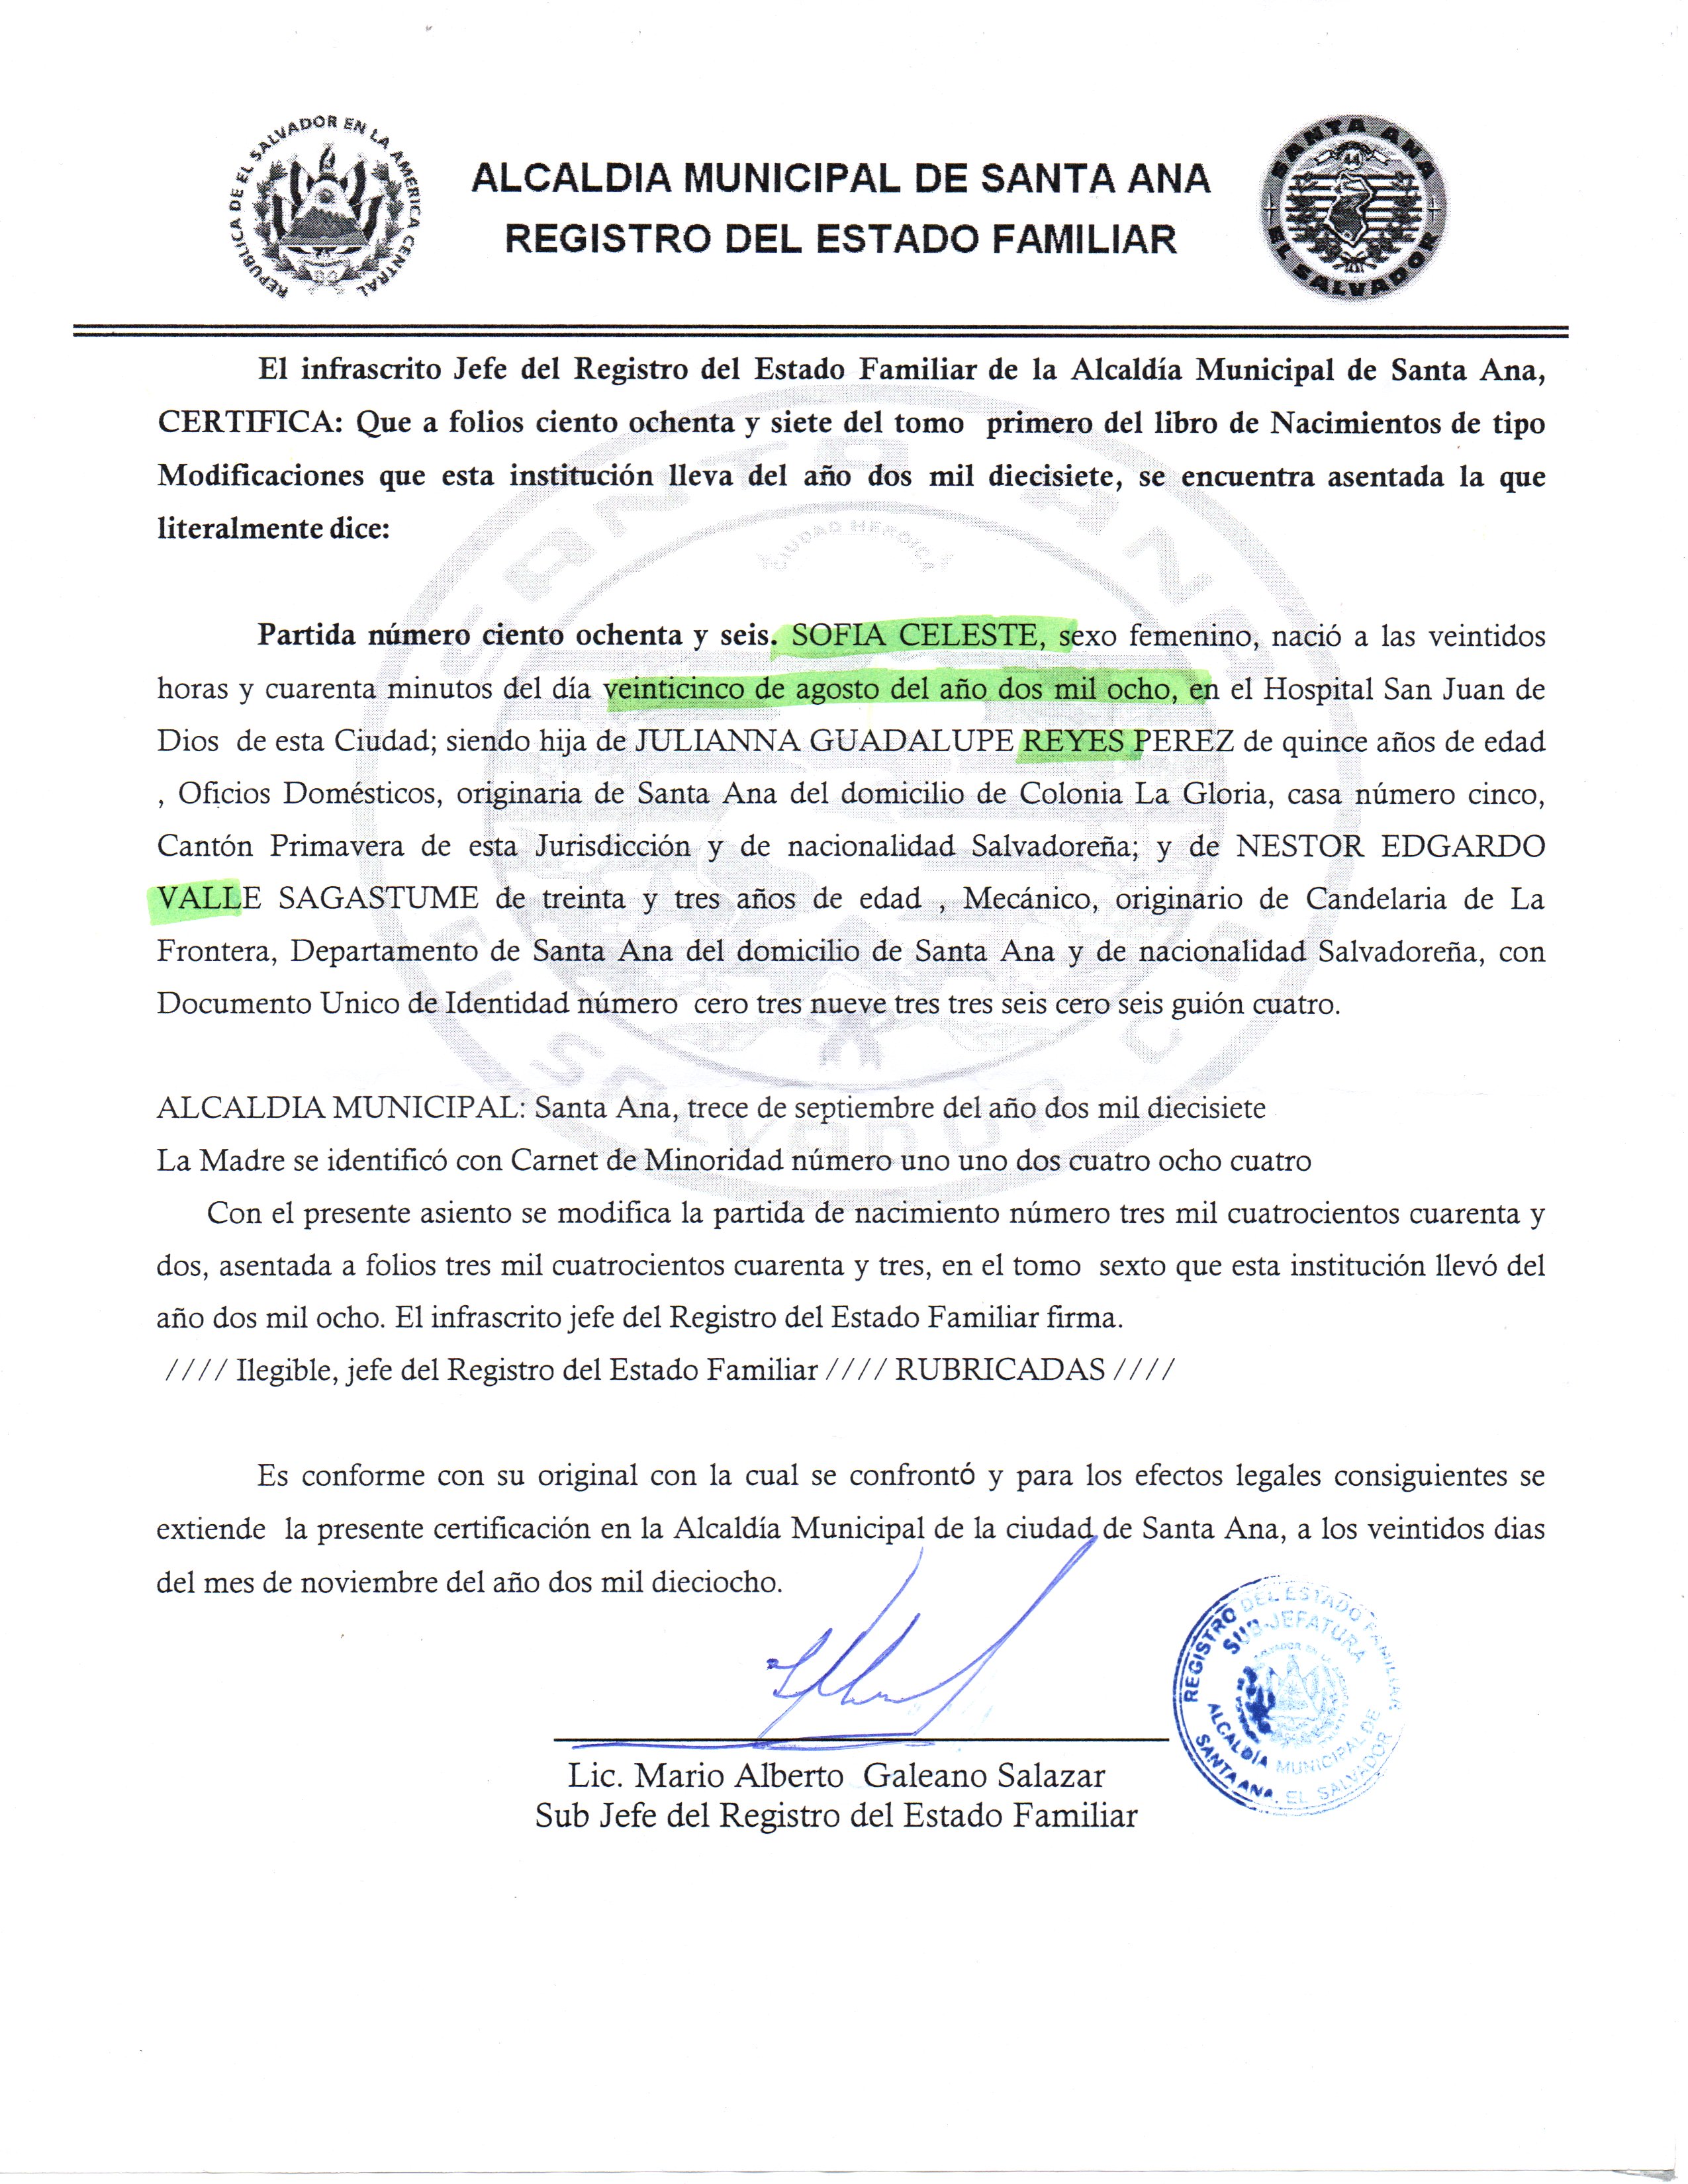 REPUBLICA DE EL SALVADOR EN LA AMERICA CENTRAL
ALCALDIA MUNICIPAL DE SANTA ANA
REGISTRO DEL ESTADO FAMILIAR
SANTA ANA
44
EL SALVADOR
El infrascrito Jefe del Registro del Estado Familiar de la Alcaldía Municipal de Santa Ana,
CERTIFICA: Que a folios ciento ochenta y siete del tomo primero del libro de Nacimientos de tipo
Modificaciones que esta institución lleva del año dos mil diecisiete, se encuentra asentada la que
literalmente dice:
CIUDAD HEROICA
Partida número ciento ochenta y seis. SOFIA CELESTE, sexo femenino, nació a las veintidos
horas y cuarenta minutos del día veinticinco de agosto del año dos mil ocho, en el Hospital San Juan de
Dios de esta Ciudad; siendo hija de JULIANNA GUADALUPE REYES PEREZ de quince años de edad
, Oficios Domésticos, originaria de Santa Ana del domicilio de Colonia La Gloria, casa número cinco,
Cantón Primavera de esta Jurisdicción y de nacionalidad Salvadoreña; y de NESTOR EDGARDO
VALLE SAGASTUME de treinta y tres años de edad , Mecánico, originario de Candelaria de La
Frontera, Departamento de Santa Ana del domicilio de Santa Ana y de nacionalidad Salvadoreña, con
Documento Unico de Identidad número cero tres nueve tres tres seis cero seis guión cuatro.
ALCALDIA MUNICIPAL: Santa Ana, trece de septiembre del año dos mil diecisiete
La Madre se identificó con Carnet de Minoridad número uno uno dos cuatro ocho cuatro
Con el presente asiento se modifica la partida de nacimiento número tres mil cuatrocientos cuarenta y
dos, asentada a folios tres mil cuatrocientos cuarenta y tres, en el tomo sexto que esta institución llevó del
año dos mil ocho. El infrascrito jefe del Registro del Estado Familiar firma.
//// Ilegible, jefe del Registro del Estado Familiar //// RUBRICADAS ////
Es conforme con su original con la cual se confrontó y para los efectos legales consiguientes se
extiende la presente certificación en la Alcaldía Municipal de la ciudad de Santa Ana, a los veintidos dias
del mes de noviembre del año dos mil dieciocho.
REGISTRO DEL ESTADO FAMILIAR
SUB-JEFATURA
ALCALDÍA MUNICIPAL DE
SANTA ANA, EL SALVADOR
Lic. Mario Alberto Galeano Salazar
Sub Jefe del Registro del Estado Familiar